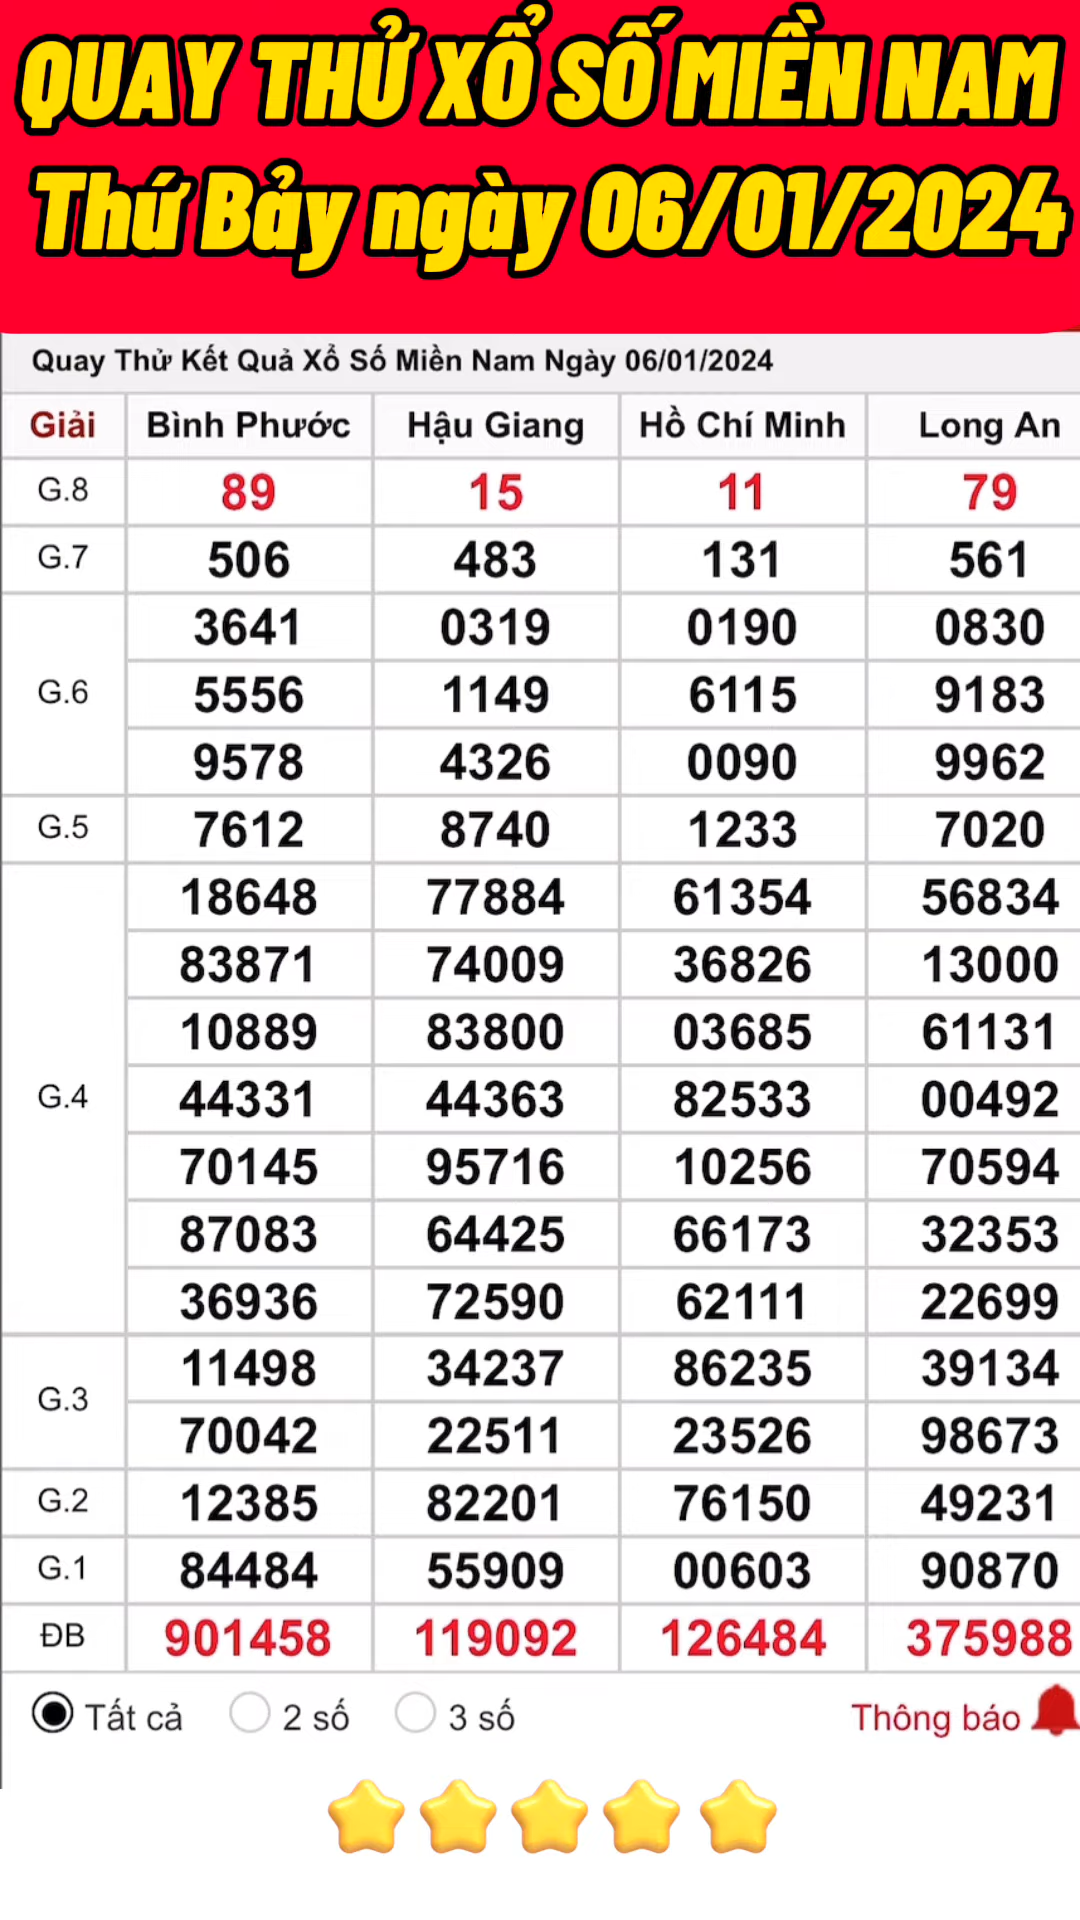 QUAY THỬ XỔ SỐ MIỀN NAM
Thứ Bảy ngày 06/01/2024
Quay Thử Kết Quả Xổ Số Miền Nam Ngày 06/01/2024
Giải Bình Phước Hậu Giang Hồ Chí Minh Long An
G.8 89 15 11 79
G.7 506 483 131 561
3641 0319 0190 0830
G.6 5556 1149 6115 9183
9578 4326 0090 9962
G.5 7612 8740 1233 7020
18648 77884 61354 56834
83871 74009 36826 13000
10889 83800 03685 61131
G.4 44331 44363 82533 00492
70145 95716 10256 70594
87083 64425 66173 32353
36936 72590 62111 22699
G.3 11498 34237 86235 39134
70042 22511 23526 98673
G.2 12385 82201 76150 49231
G.1 84484 55909 00603 90870
ĐB 901458 119092 126484 375988
Tất cả 2 số 3 số Thông báo